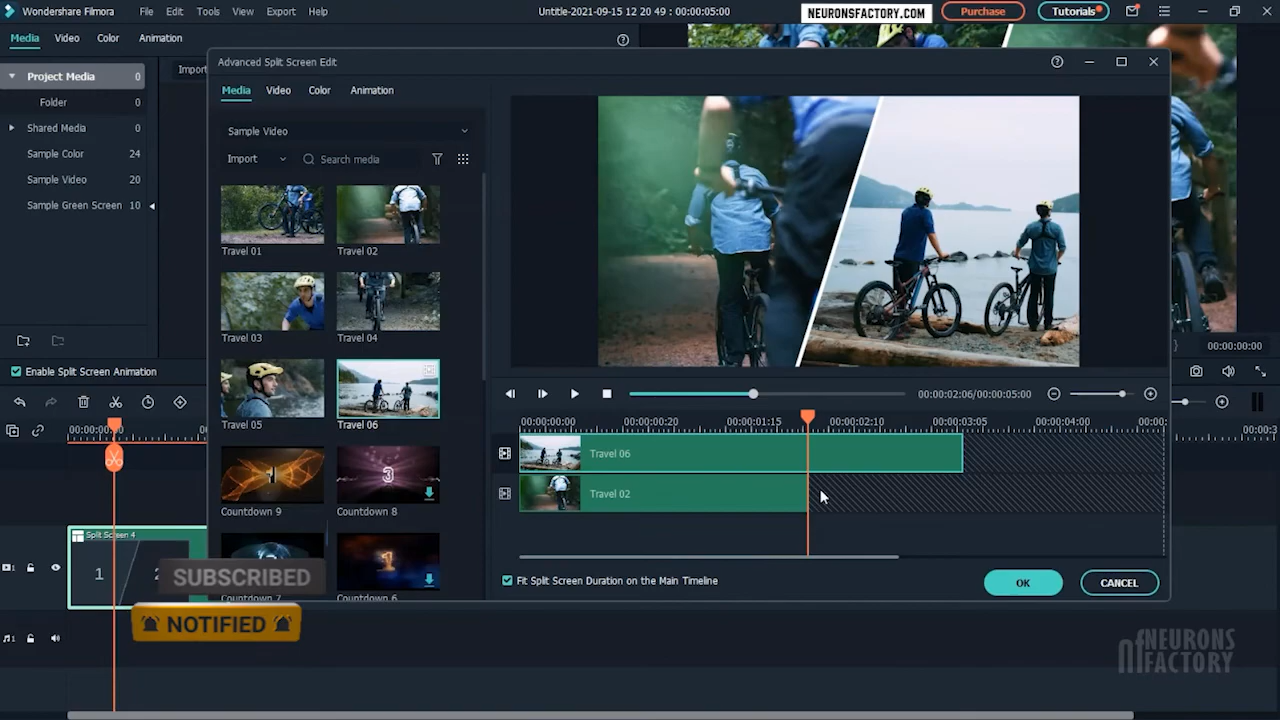 Wondershare Filmora
File Edit Tools View Export Help
Untitle-2021-09-15 12 20 49 : 00:00:05:00
NEURONSFACTORY.COM
Purchase
Tutorials
Media Video Color Animation
Project Media 0
Folder 0
Shared Media 0
Sample Color 24
Sample Video 20
Sample Green Screen 10
Import
Enable Split Screen Animation
Advanced Split Screen Edit
Media Video Color Animation
Sample Video
Import
Search media
Travel 01
Travel 02
Travel 03
Travel 04
Travel 05
Travel 06
Countdown 9
Countdown 8
Countdown 7
Countdown 6
00:00:02:06/00:00:05:00
00:00:00:00 00:00:00:20 00:00:01:15 00:00:02:10 00:00:03:05 00:00:04:00 00:00:
Travel 06
Travel 02
Fit Split Screen Duration on the Main Timeline
OK
CANCEL
00:00:00:00
00:00:3
Split Screen 4
1
SUBSCRIBED
NOTIFIED
NEURONS
FACTORY